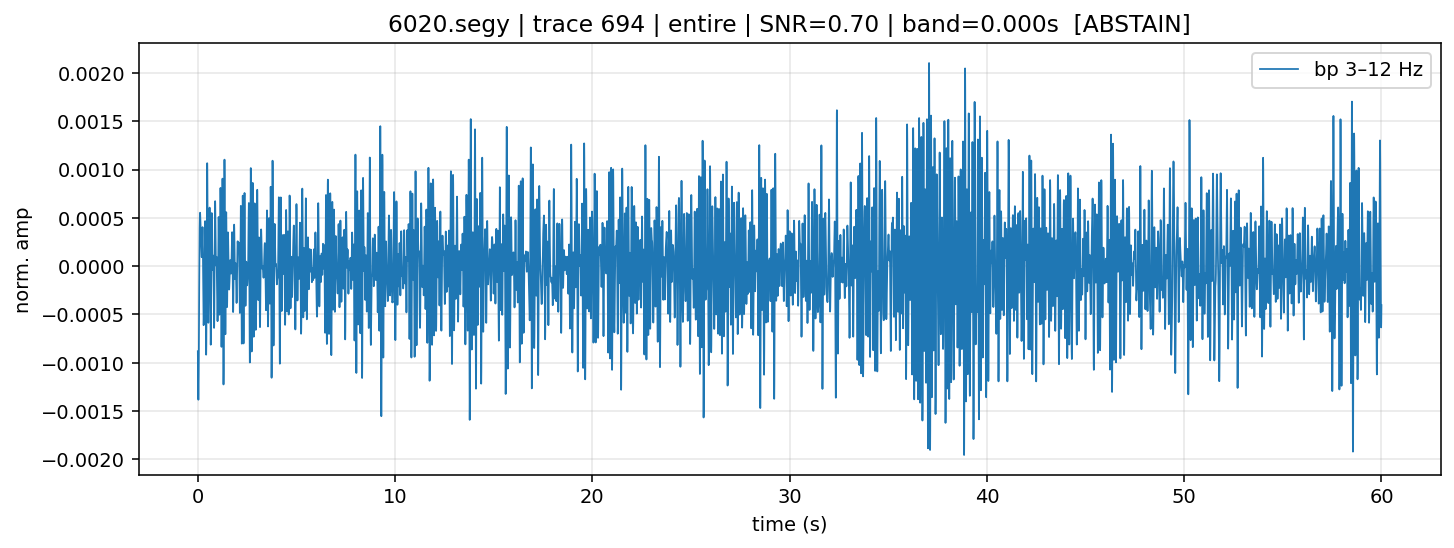 6020.segy | trace 694 | entire | SNR=0.70 | band=0.000s  [ABSTAIN]
bp 3–12 Hz
norm. amp
0.0020
0.0015
0.0010
0.0005
0.0000
−0.0005
−0.0010
−0.0015
−0.0020
0 10 20 30 40 50 60
time (s)